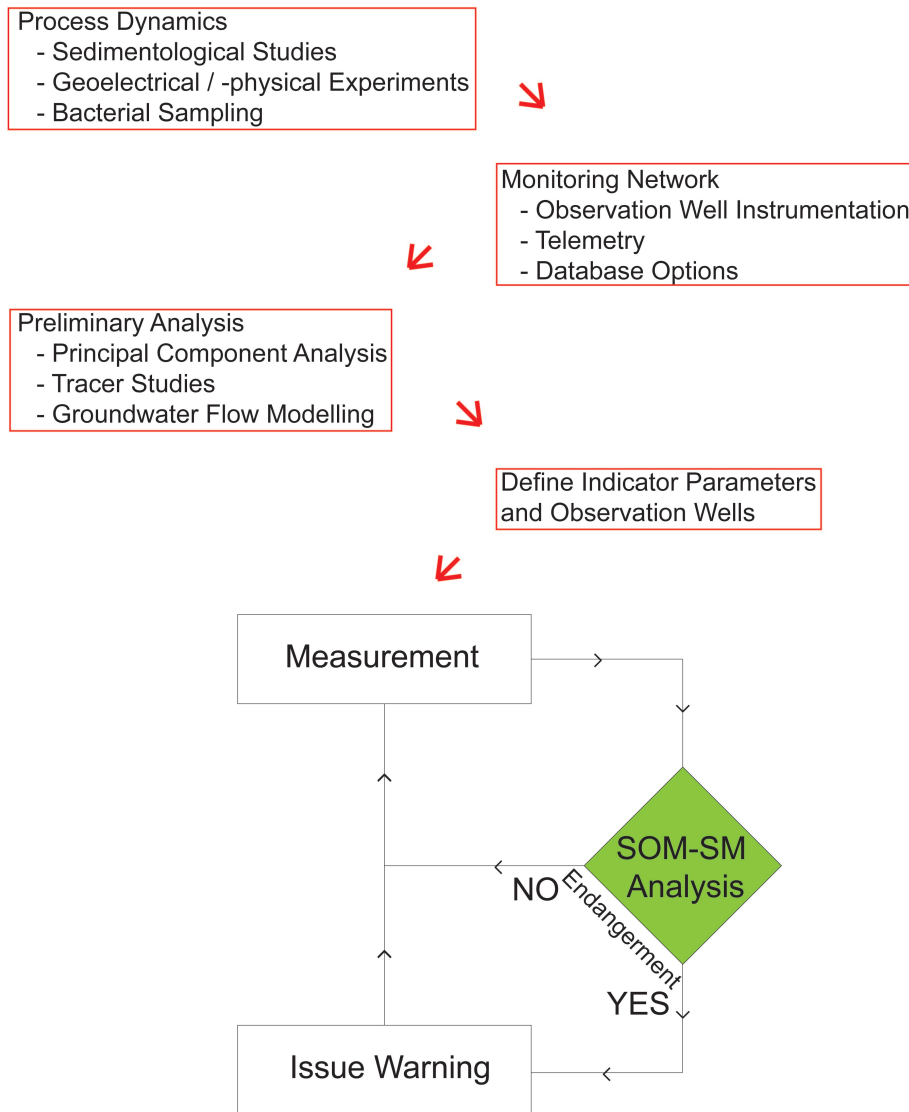 Process Dynamics
- Sedimentological Studies
- Geoelectrical / -physical Experiments
- Bacterial Sampling
Monitoring Network
- Observation Well Instrumentation
- Telemetry
- Database Options
Preliminary Analysis
- Principal Component Analysis
- Tracer Studies
- Groundwater Flow Modelling
Define Indicator Parameters
and Observation Wells
Measurement
SOM-SM
Analysis
NO
Endangerment
YES
Issue Warning